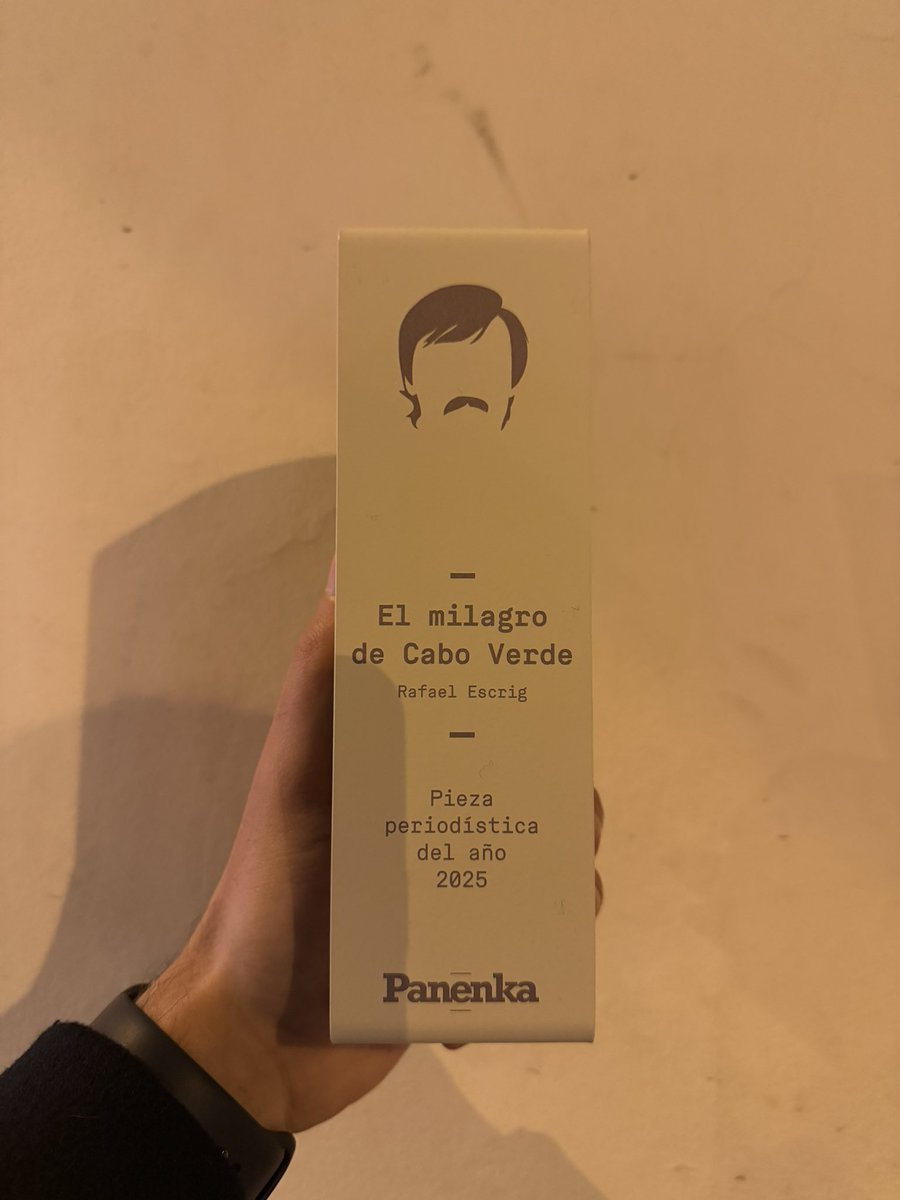 El milagro
de Cabo Verde
Rafael Escrig
Pieza
periodística
del año
2025
Panenka